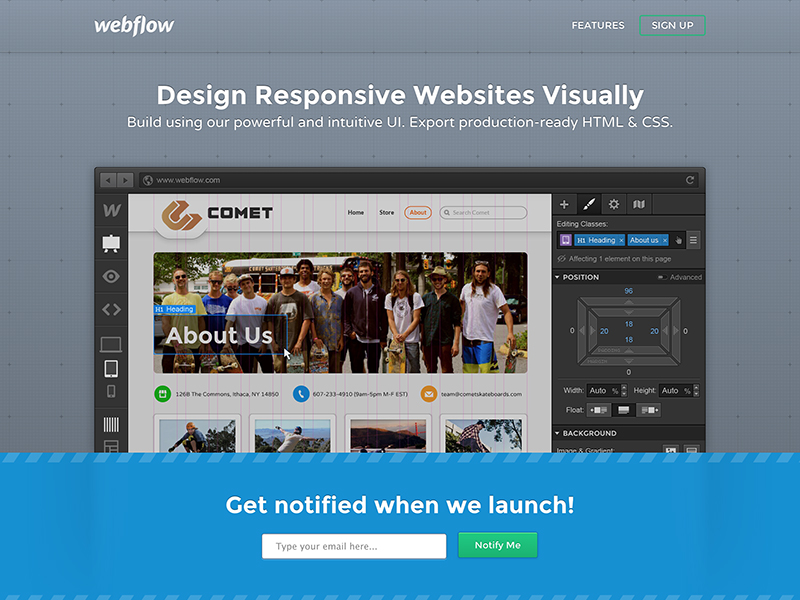 webflow
FEATURES
SIGN UP
Design Responsive Websites Visually
Build using our powerful and intuitive UI. Export production-ready HTML & CSS.
www.webflow.com
W
COMET
Home Store About Search Comet
Editing Classes:
H1 Heading × About us ×
Affecting 1 element on this page
POSITION Advanced
96
18
0 20 20 0
18
0
Width: Auto % Height: Auto %
Float:
BACKGROUND
Image & Gradient:
H1 Heading
About Us
126B The Commons, Ithaca, NY 14850
607-233-4910 (9am-5pm M-F EST)
team@cometskateboards.com
Get notified when we launch!
Type your email here...
Notify Me